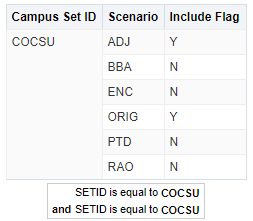 Campus Set ID Scenario Include Flag
COCSU ADJ Y
BBA N
ENC N
ORIG Y
PTD N
RAO N
SETID is equal to COCSU
and SETID is equal to COCSU